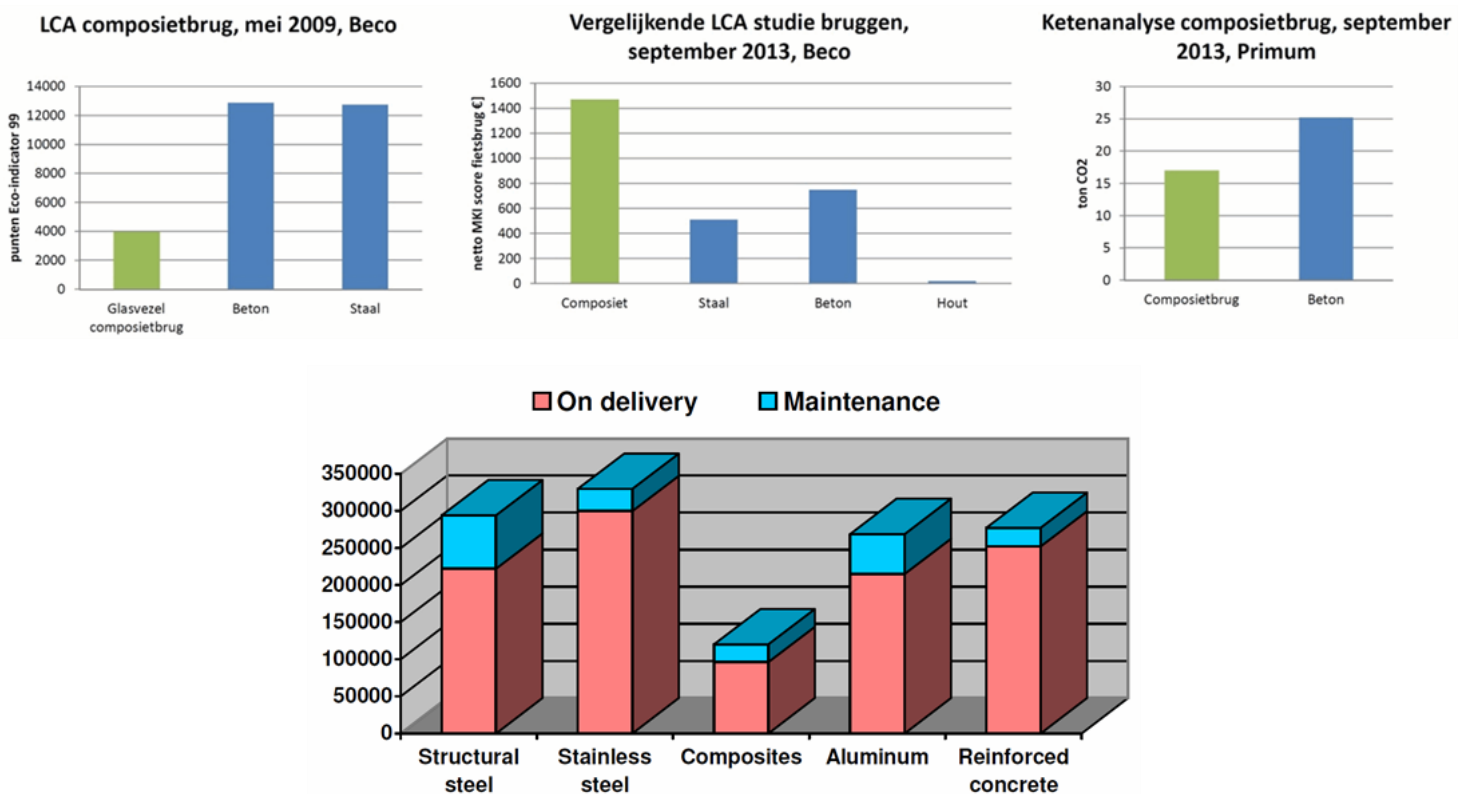 LCA composietbrug, mei 2009, Beco
punten Eco-indicator 99
14000
12000
10000
8000
6000
4000
2000
0
Glasvezel
composietbrug
Beton
Staal
Vergelijkende LCA studie bruggen,
september 2013, Beco
netto MKI score fietsbrug €]
1600
1400
1200
1000
800
600
400
200
0
Composiet
Staal
Beton
Hout
Ketenanalyse composietbrug, september
2013, Primum
ton CO2
30
25
20
15
10
5
0
Composietbrug
Beton
On delivery
Maintenance
350000
300000
250000
200000
150000
100000
50000
0
Structural
steel
Stainless
steel
Composites
Aluminum
Reinforced
concrete